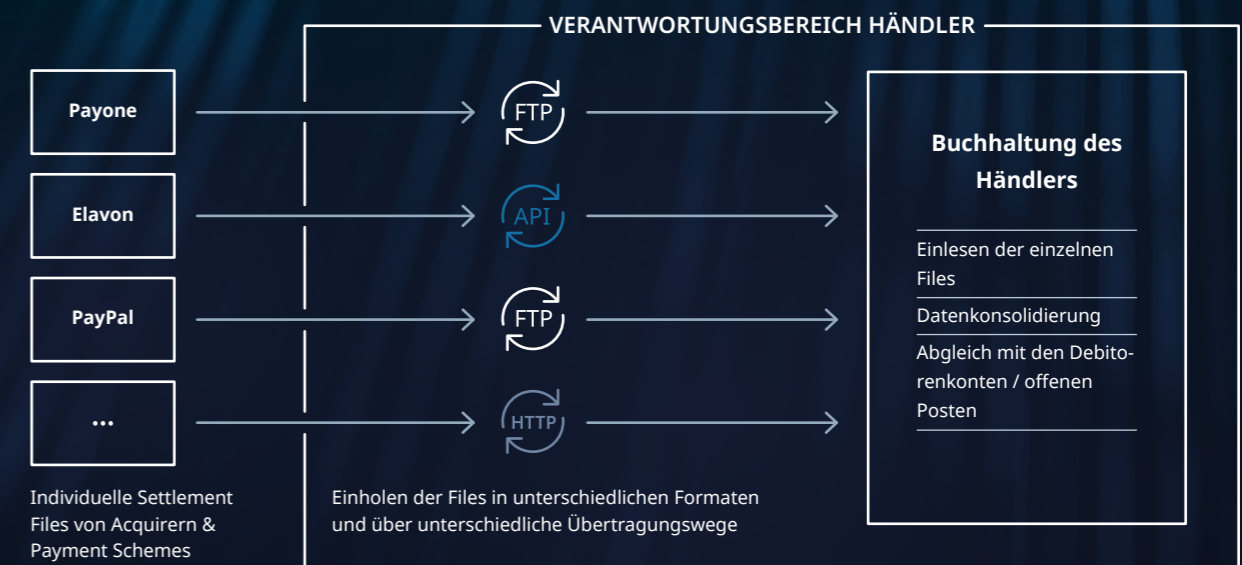 VERANTWORTUNGSBEREICH HÄNDLER
Payone
FTP
Elavon
API
PayPal
FTP
...
HTTP
Individuelle Settlement
Files von Acquirern &
Payment Schemes
Einholen der Files in unterschiedlichen Formaten
und über unterschiedliche Übertragungswege
Buchhaltung des
Händlers
Einlesen der einzelnen
Files
Datenkonsolidierung
Abgleich mit den Debito-
renkonten / offenen
Posten